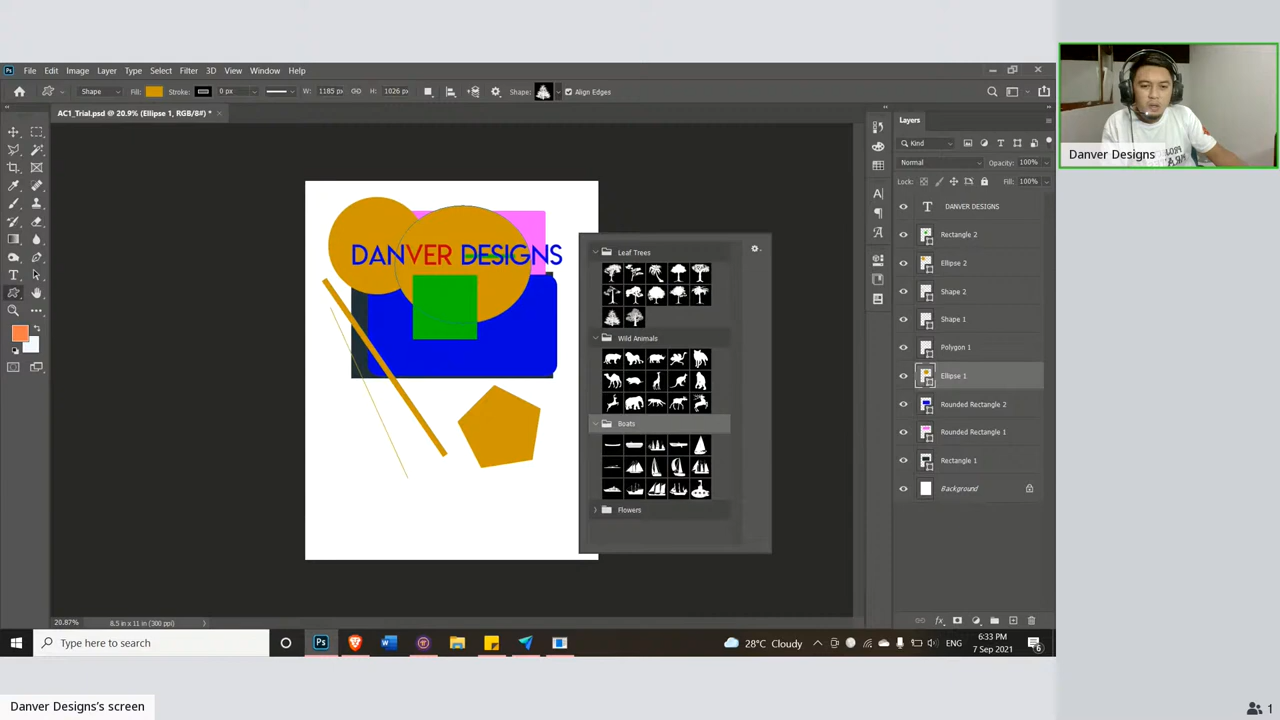 Ps File Edit Image Layer Type Select Filter 3D View Window Help
Shape Fill: Stroke: 0 px W: 1185 px H: 1026 px Shape: Align Edges
AC1_Trial.psd @ 20.9% (Ellipse 1, RGB/8#) * ×
DANVER DESIGNS
Leaf Trees
Wild Animals
Boats
Flowers
Layers
Kind
Normal Opacity: 100%
Lock: Fill: 100%
DANVER DESIGNS
Rectangle 2
Ellipse 2
Shape 2
Shape 1
Polygon 1
Ellipse 1
Rounded Rectangle 2
Rounded Rectangle 1
Rectangle 1
Background
20.87% 8.5 in x 11 in (300 ppi)
Type here to search
28°C Cloudy
ENG
6:33 PM
7 Sep 2021
6
Danver Designs
Danver Designs's screen
1